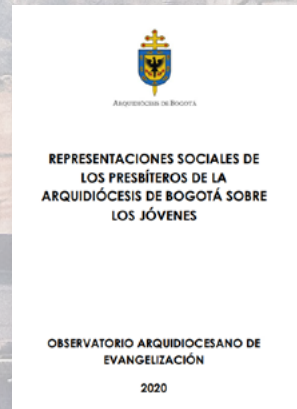 ARQUIDIÓCESIS DE BOGOTÁ
REPRESENTACIONES SOCIALES DE
LOS PRESBÍTEROS DE LA
ARQUIDIÓCESIS DE BOGOTÁ SOBRE
LOS JÓVENES
OBSERVATORIO ARQUIDIOCESANO DE
EVANGELIZACIÓN
2020